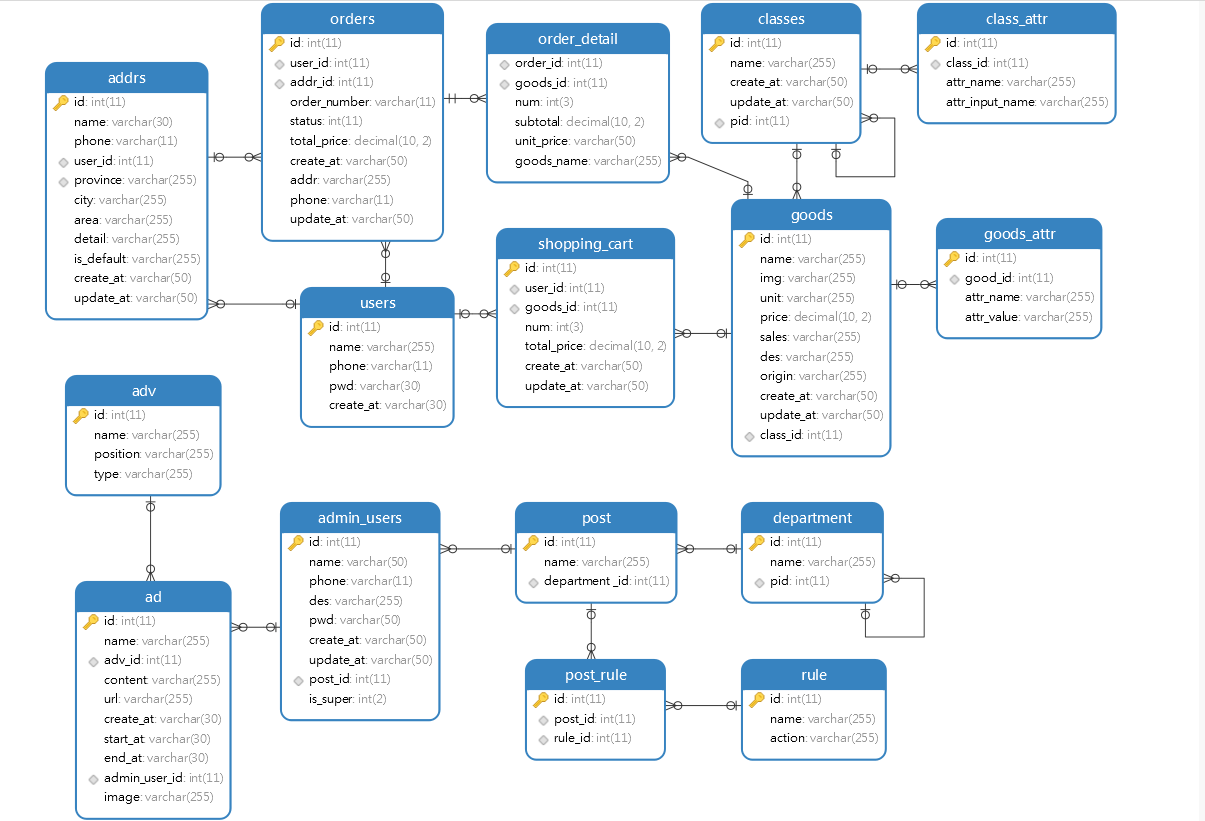 orders
id: int(11)
user_id: int(11)
addr_id: int(11)
order_number: varchar(11)
status: int(11)
total_price: decimal(10, 2)
create_at: varchar(50)
addr: varchar(255)
phone: varchar(11)
update_at: varchar(50)
order_detail
order_id: int(11)
goods_id: int(11)
num: int(3)
subtotal: decimal(10, 2)
unit_price: varchar(50)
goods_name: varchar(255)
classes
id: int(11)
name: varchar(255)
create_at: varchar(50)
update_at: varchar(50)
pid: int(11)
class_attr
id: int(11)
class_id: int(11)
attr_name: varchar(255)
attr_input_name: varchar(255)
addrs
id: int(11)
name: varchar(30)
phone: varchar(11)
user_id: int(11)
province: varchar(255)
city: varchar(255)
area: varchar(255)
detail: varchar(255)
is_default: varchar(255)
create_at: varchar(50)
update_at: varchar(50)
users
id: int(11)
name: varchar(255)
phone: varchar(11)
pwd: varchar(30)
create_at: varchar(30)
shopping_cart
id: int(11)
user_id: int(11)
goods_id: int(11)
num: int(3)
total_price: decimal(10, 2)
create_at: varchar(50)
update_at: varchar(50)
goods
id: int(11)
name: varchar(255)
img: varchar(255)
unit: varchar(255)
price: decimal(10, 2)
sales: varchar(255)
des: varchar(255)
origin: varchar(255)
create_at: varchar(50)
update_at: varchar(50)
class_id: int(11)
goods_attr
id: int(11)
good_id: int(11)
attr_name: varchar(255)
attr_value: varchar(255)
adv
id: int(11)
name: varchar(255)
position: varchar(255)
type: varchar(255)
admin_users
id: int(11)
name: varchar(50)
phone: varchar(11)
des: varchar(255)
pwd: varchar(50)
create_at: varchar(50)
update_at: varchar(50)
post_id: int(11)
is_super: int(2)
post
id: int(11)
name: varchar(255)
department _id: int(11)
department
id: int(11)
name: varchar(255)
pid: int(11)
ad
id: int(11)
name: varchar(255)
adv_id: int(11)
content: varchar(255)
url: varchar(255)
create_at: varchar(30)
start_at: varchar(30)
end_at: varchar(30)
admin_user_id: int(11)
image: varchar(255)
post_rule
id: int(11)
post_id: int(11)
rule_id: int(11)
rule
id: int(11)
name: varchar(255)
action: varchar(255)